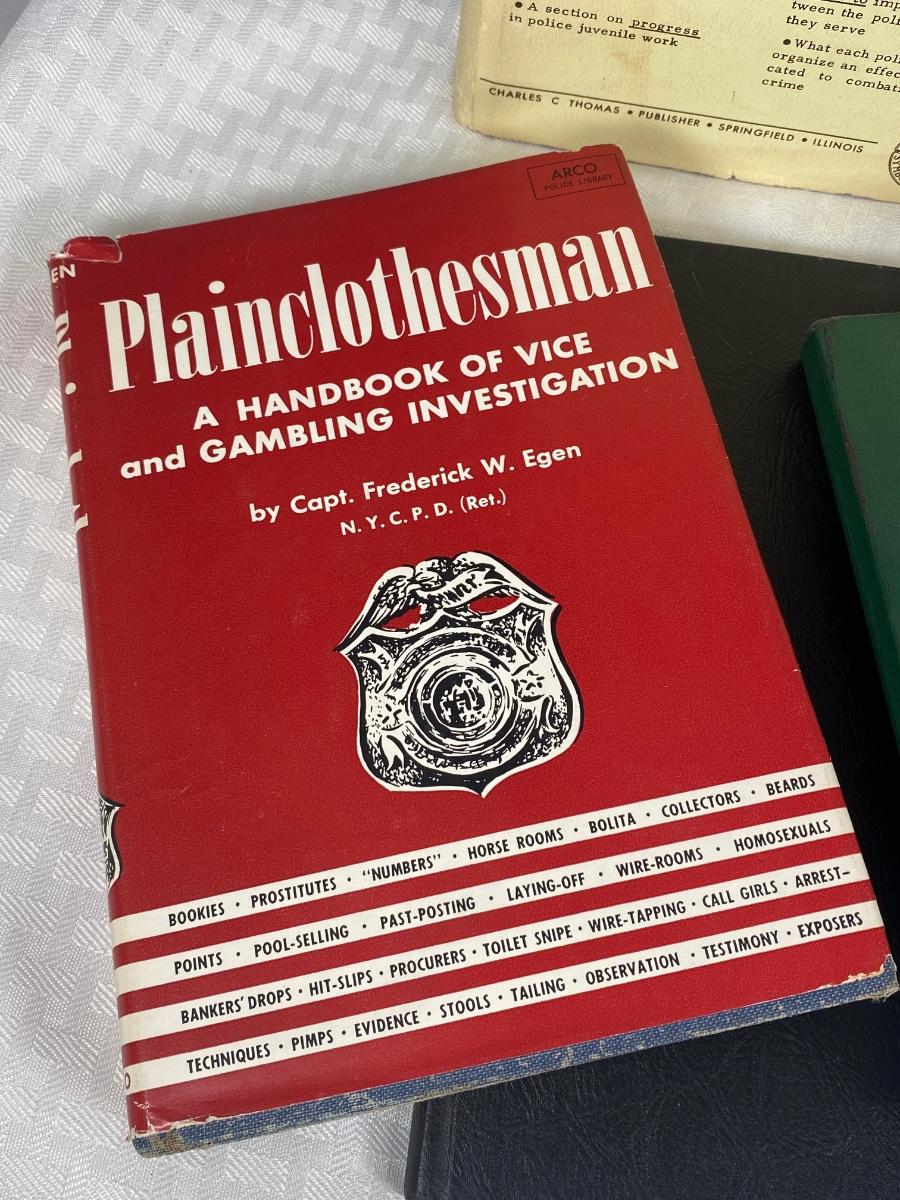 • A section on progress
in police juvenile work
tween the
they serve
• What each
organize an
cated to
crime
CHARLES C THOMAS • PUBLISHER • SPRINGFIELD • ILLINOIS
ARCO
POLICE LIBRARY
EN
Plainclothesman
A HANDBOOK OF VICE
and GAMBLING INVESTIGATION
by Capt. Frederick W. Egen
N.Y.C.P.D. (Ret.)
BOOKIES • PROSTITUTES • "NUMBERS" • HORSE ROOMS • BOLITA • COLLECTORS • BEARDS
POINTS • POOL-SELLING • PAST-POSTING • LAYING-OFF • WIRE-ROOMS • HOMOSEXUALS
BANKERS' DROPS • HIT-SLIPS • PROCURERS • TOILET SNIPE • WIRE-TAPPING • CALL GIRLS • ARREST-
TECHNIQUES • PIMPS • EVIDENCE • STOOLS • TAILING • OBSERVATION • TESTIMONY • EXPOSERS